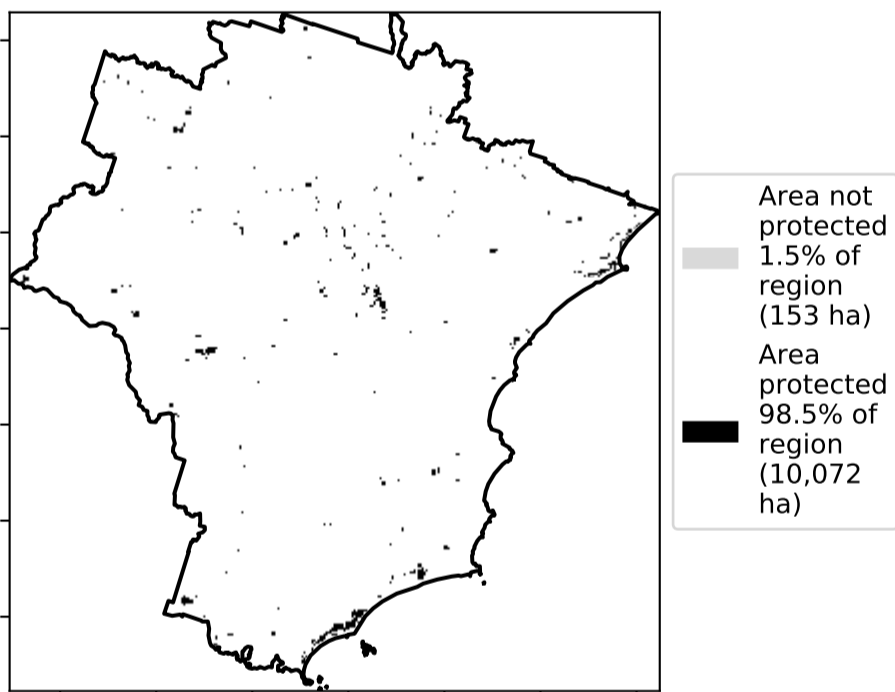 Area not
protected
1.5% of
region
(153 ha)
Area
protected
98.5% of
region
(10,072
ha)